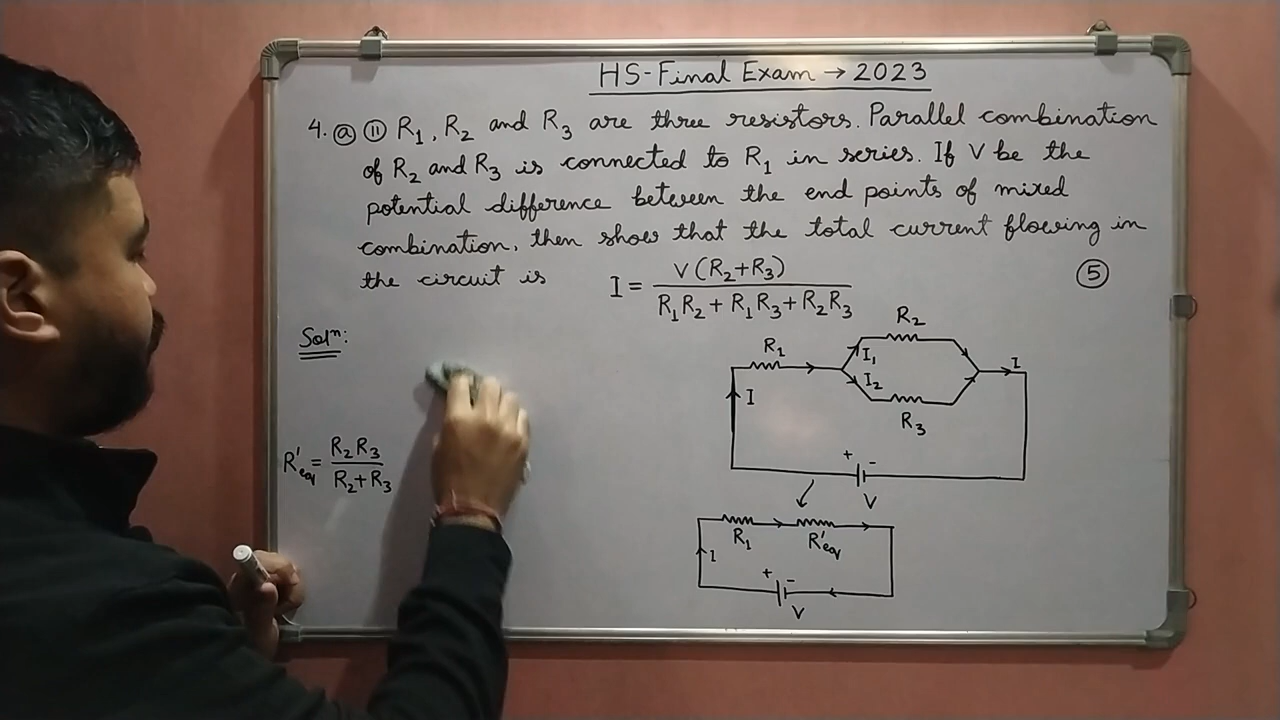 HS-Final Exam → 2023
4. ⓐ ⑪ R₁, R₂ and R₃ are three resistors. Parallel combination
of R₂ and R₃ is connected to R₁ in series. If V be the
potential difference between the end points of mixed
combination, then show that the total current flowing in
the circuit is I = V(R₂+R₃) / R₁R₂ + R₁R₃ + R₂R₃ ⑤
Solⁿ:
R₂
R₁
I₁
I
I₂
I
R₃
+ -
V
R'eq = R₂R₃ / R₂+R₃
R₁ R'eq
I
+ -
V